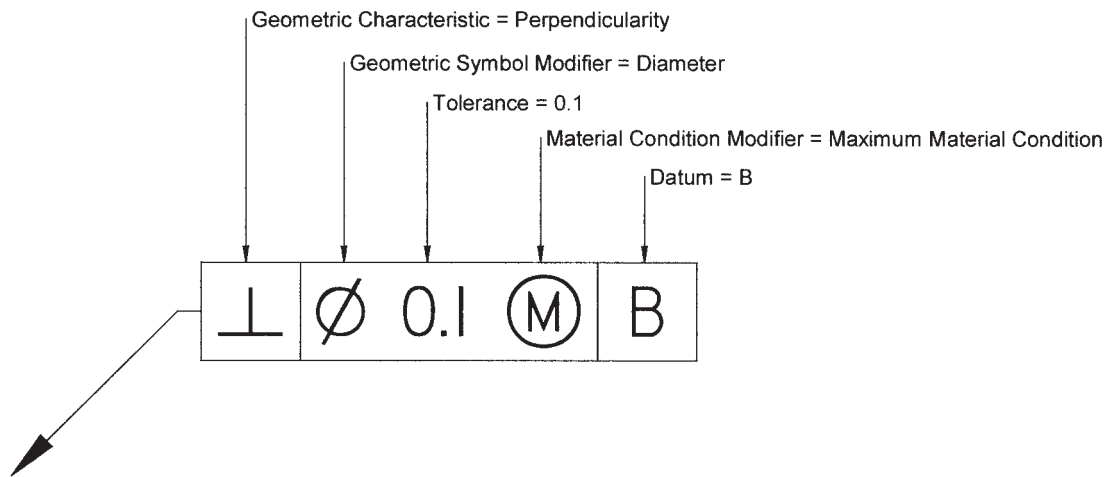 Geometric Characteristic = Perpendicularity
Geometric Symbol Modifier = Diameter
Tolerance = 0.1
Material Condition Modifier = Maximum Material Condition
Datum = B
⊥ Ø 0.1 Ⓜ B